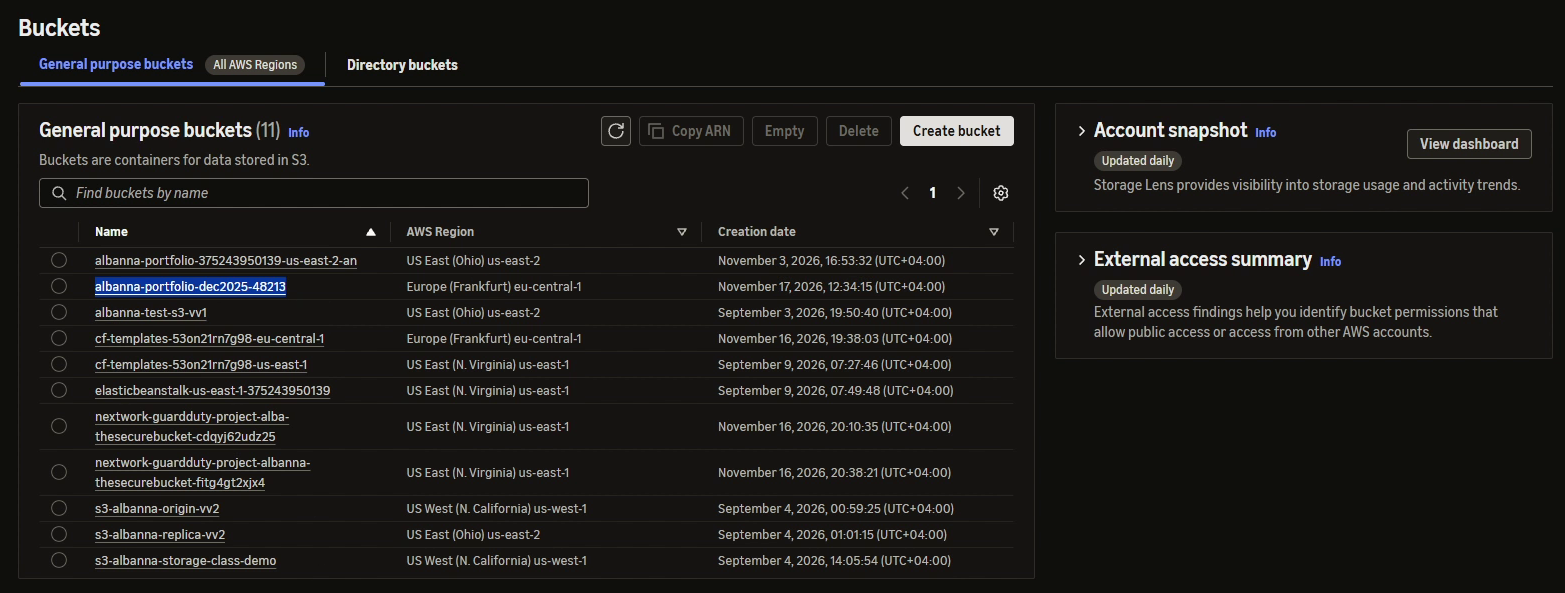 Buckets
General purpose buckets All AWS Regions Directory buckets
General purpose buckets (11) Info
Copy ARN Empty Delete Create bucket
Buckets are containers for data stored in S3.
Find buckets by name
1
Name AWS Region Creation date
albanna-portfolio-375243950139-us-east-2-an US East (Ohio) us-east-2 November 3, 2026, 16:53:32 (UTC+04:00)
albanna-portfolio-dec2025-48213 Europe (Frankfurt) eu-central-1 November 17, 2026, 12:34:15 (UTC+04:00)
albanna-test-s3-vv1 US East (Ohio) us-east-2 September 3, 2026, 19:50:40 (UTC+04:00)
cf-templates-53on21rn7g98-eu-central-1 Europe (Frankfurt) eu-central-1 November 16, 2026, 19:38:03 (UTC+04:00)
cf-templates-53on21rn7g98-us-east-1 US East (N. Virginia) us-east-1 September 9, 2026, 07:27:46 (UTC+04:00)
elasticbeanstalk-us-east-1-375243950139 US East (N. Virginia) us-east-1 September 9, 2026, 07:49:48 (UTC+04:00)
nextwork-guardduty-project-alba-
thesecurebucket-cdqyj62udz25 US East (N. Virginia) us-east-1 November 16, 2026, 20:10:35 (UTC+04:00)
nextwork-guardduty-project-albanna-
thesecurebucket-fitg4gt2xjx4 US East (N. Virginia) us-east-1 November 16, 2026, 20:38:21 (UTC+04:00)
s3-albanna-origin-vv2 US West (N. California) us-west-1 September 4, 2026, 00:59:25 (UTC+04:00)
s3-albanna-replica-vv2 US East (Ohio) us-east-2 September 4, 2026, 01:01:15 (UTC+04:00)
s3-albanna-storage-class-demo US West (N. California) us-west-1 September 4, 2026, 14:05:54 (UTC+04:00)
Account snapshot Info
View dashboard
Updated daily
Storage Lens provides visibility into storage usage and activity trends.
External access summary Info
Updated daily
External access findings help you identify bucket permissions that
allow public access or access from other AWS accounts.